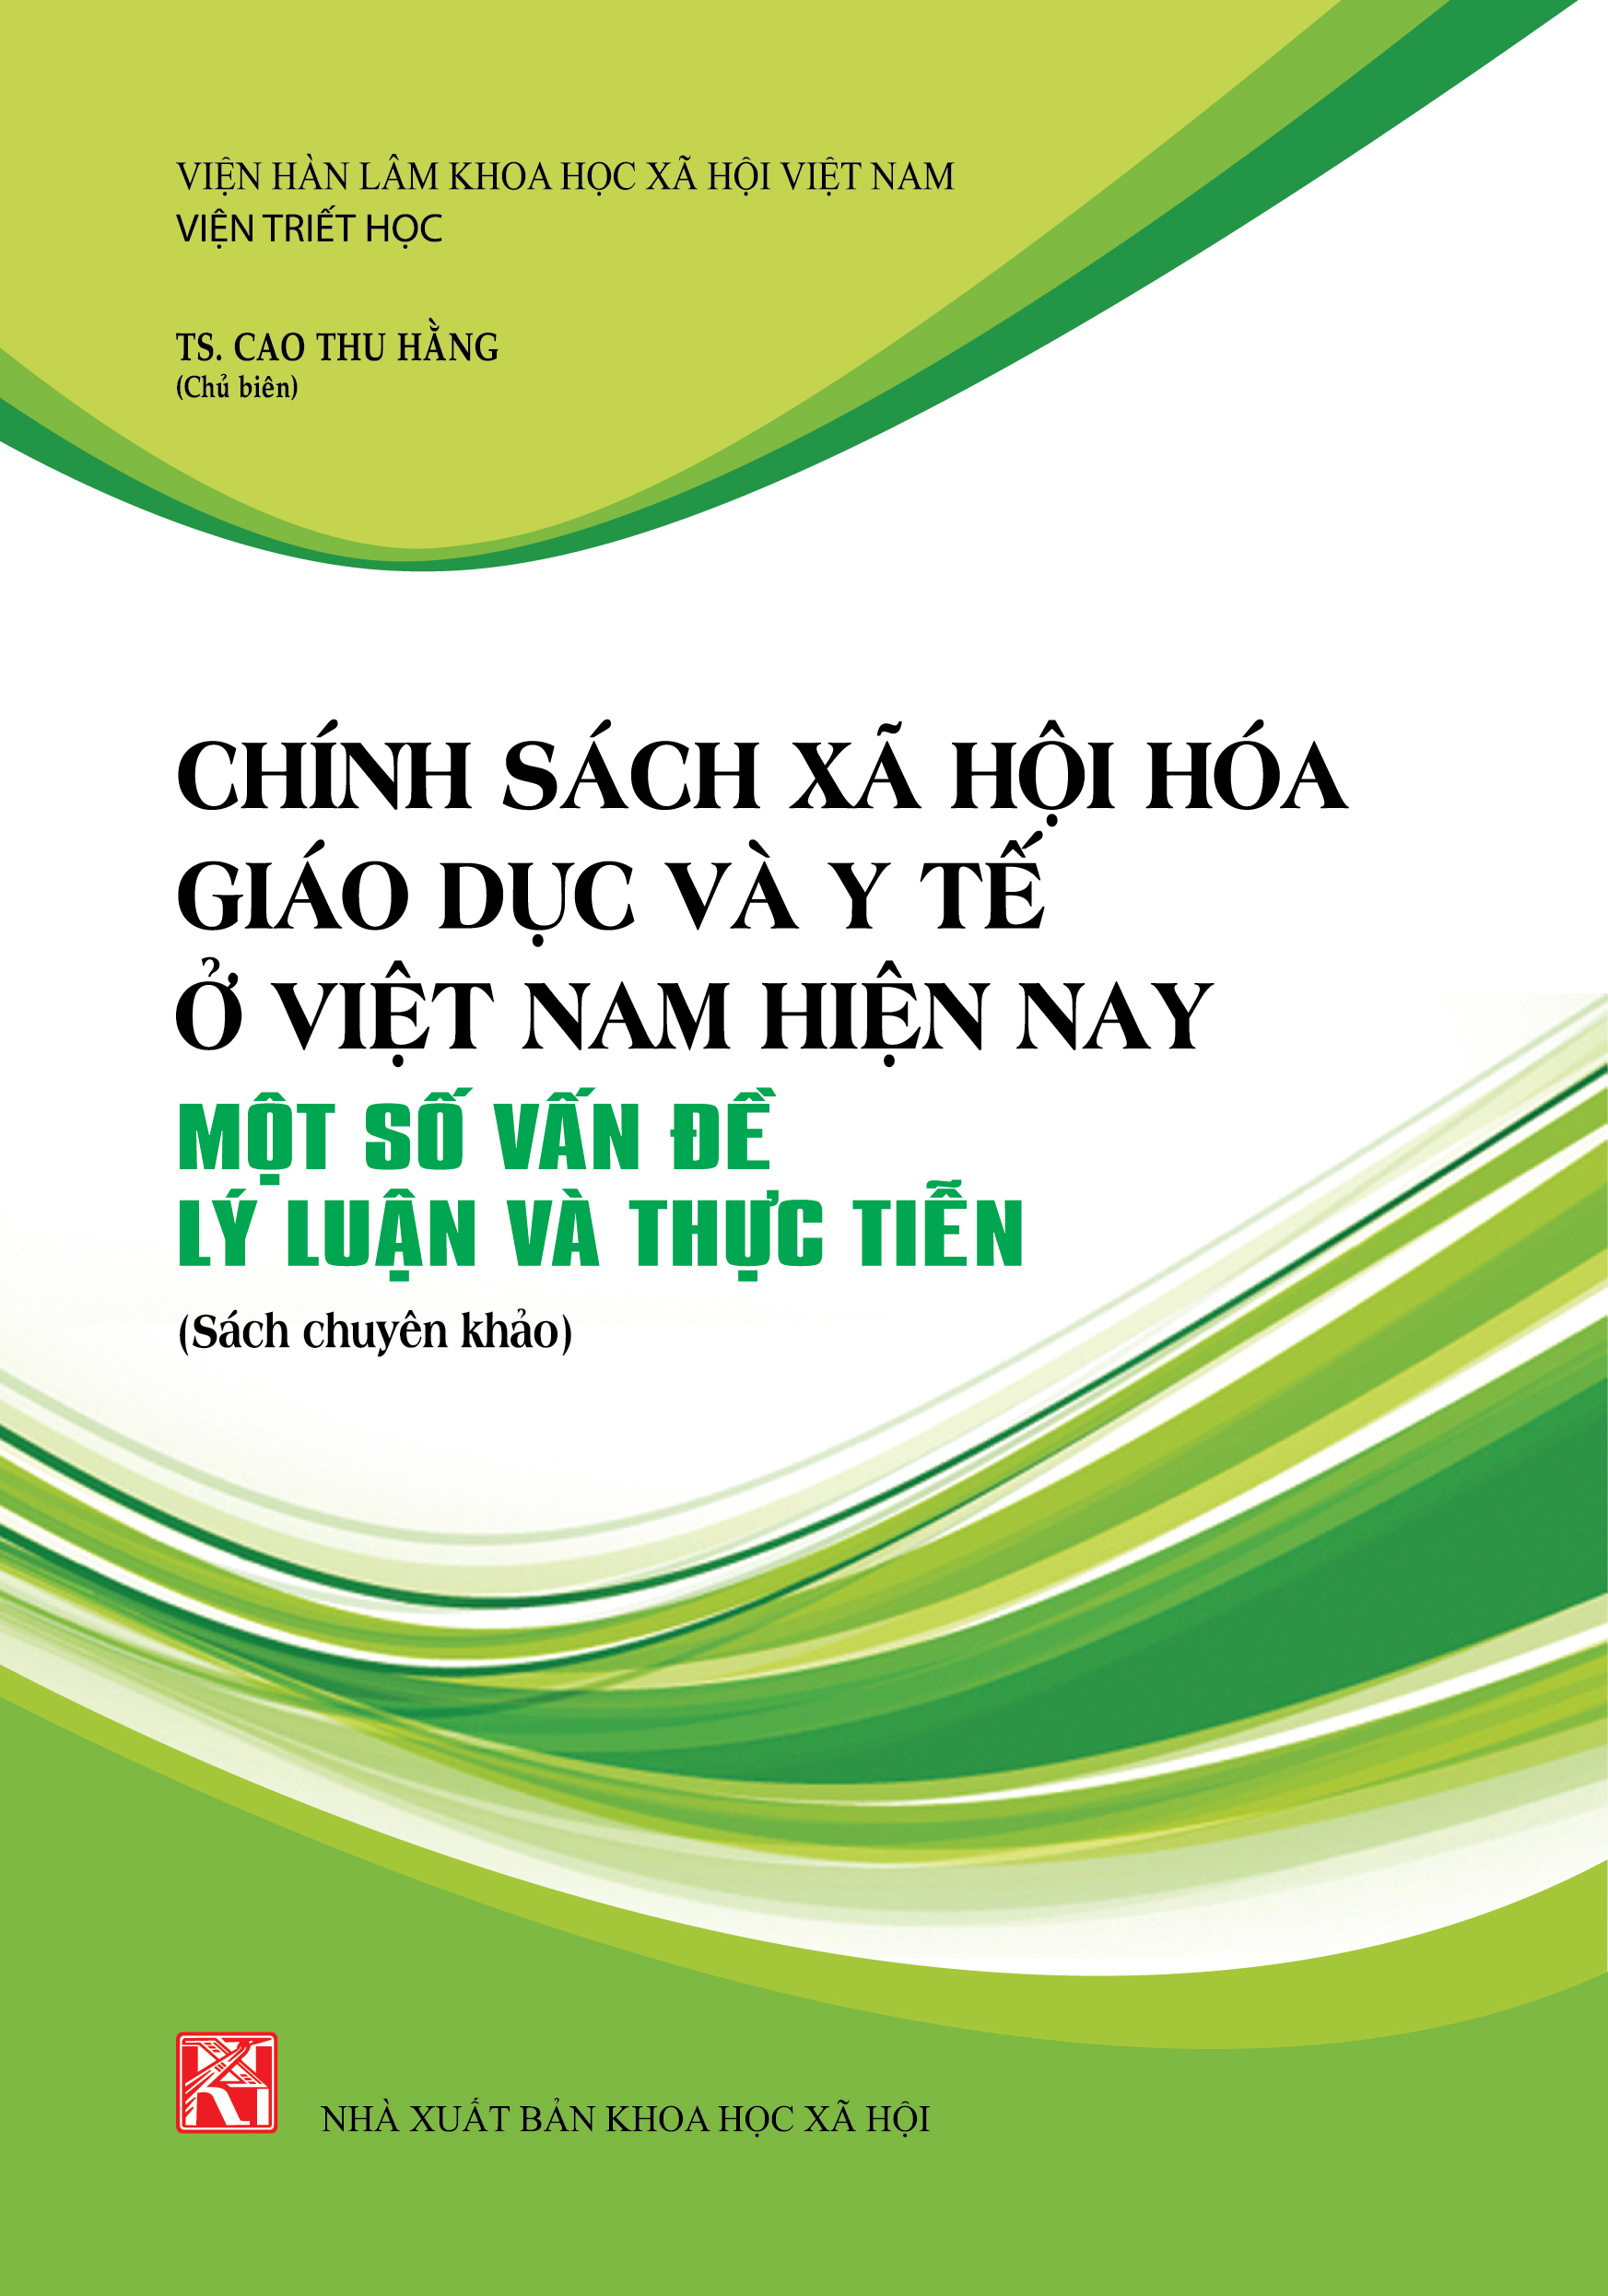 VIỆN HÀN LÂM KHOA HỌC XÃ HỘI VIỆT NAM
VIỆN TRIẾT HỌC
TS. CAO THU HẰNG
(Chủ biên)
CHÍNH SÁCH XÃ HỘI HÓA
GIÁO DỤC VÀ Y TẾ
Ở VIỆT NAM HIỆN NAY
MỘT SỐ VẤN ĐỀ
LÝ LUẬN VÀ THỰC TIỄN
(Sách chuyên khảo)
NHÀ XUẤT BẢN KHOA HỌC XÃ HỘI